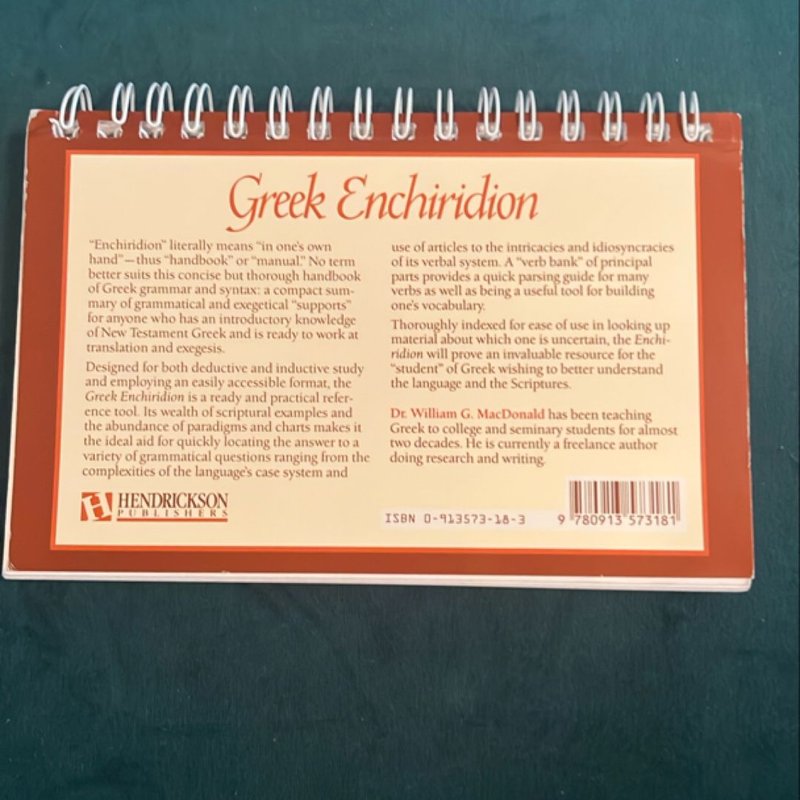 Greek Enchiridion
“Enchiridion” literally means “in one’s own
hand”—thus “handbook” or “manual.” No term
better suits this concise but thorough handbook
of Greek grammar and syntax: a compact sum-
mary of grammatical and exegetical “supports”
for anyone who has an introductory knowledge
of New Testament Greek and is ready to work at
translation and exegesis.
Designed for both deductive and inductive study
and employing an easily accessible format, the
Greek Enchiridion is a ready and practical refer-
ence tool. Its wealth of scriptural examples and
the abundance of paradigms and charts makes it
the ideal aid for quickly locating the answer to a
variety of grammatical questions ranging from the
complexities of the language’s case system and
use of articles to the intricacies and idiosyncracies
of its verbal system. A “verb bank” of principal
parts provides a quick parsing guide for many
verbs as well as being a useful tool for building
one’s vocabulary.
Thoroughly indexed for ease of use in looking up
material about which one is uncertain, the Enchi-
ridion will prove an invaluable resource for the
“student” of Greek wishing to better understand
the language and the Scriptures.
Dr. William G. MacDonald has been teaching
Greek to college and seminary students for almost
two decades. He is currently a freelance author
doing research and writing.
H HENDRICKSON
PUBLISHERS
ISBN 0-913573-18-3
9 780913 573181